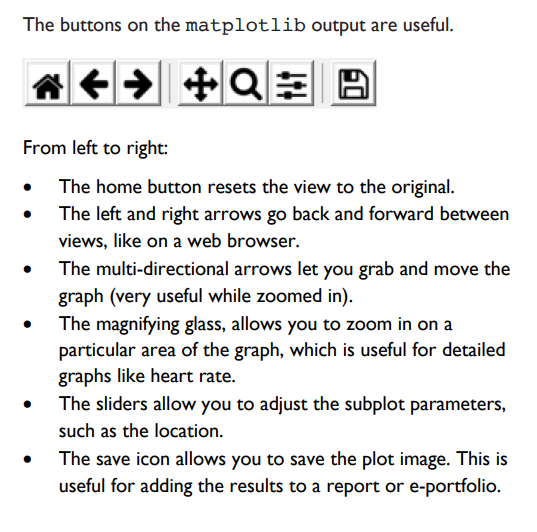 The buttons on the matplotlib output are useful.
From left to right:
• The home button resets the view to the original.
• The left and right arrows go back and forward between
views, like on a web browser.
• The multi-directional arrows let you grab and move the
graph (very useful while zoomed in).
• The magnifying glass, allows you to zoom in on a
particular area of the graph, which is useful for detailed
graphs like heart rate.
• The sliders allow you to adjust the subplot parameters,
such as the location.
• The save icon allows you to save the plot image. This is
useful for adding the results to a report or e-portfolio.